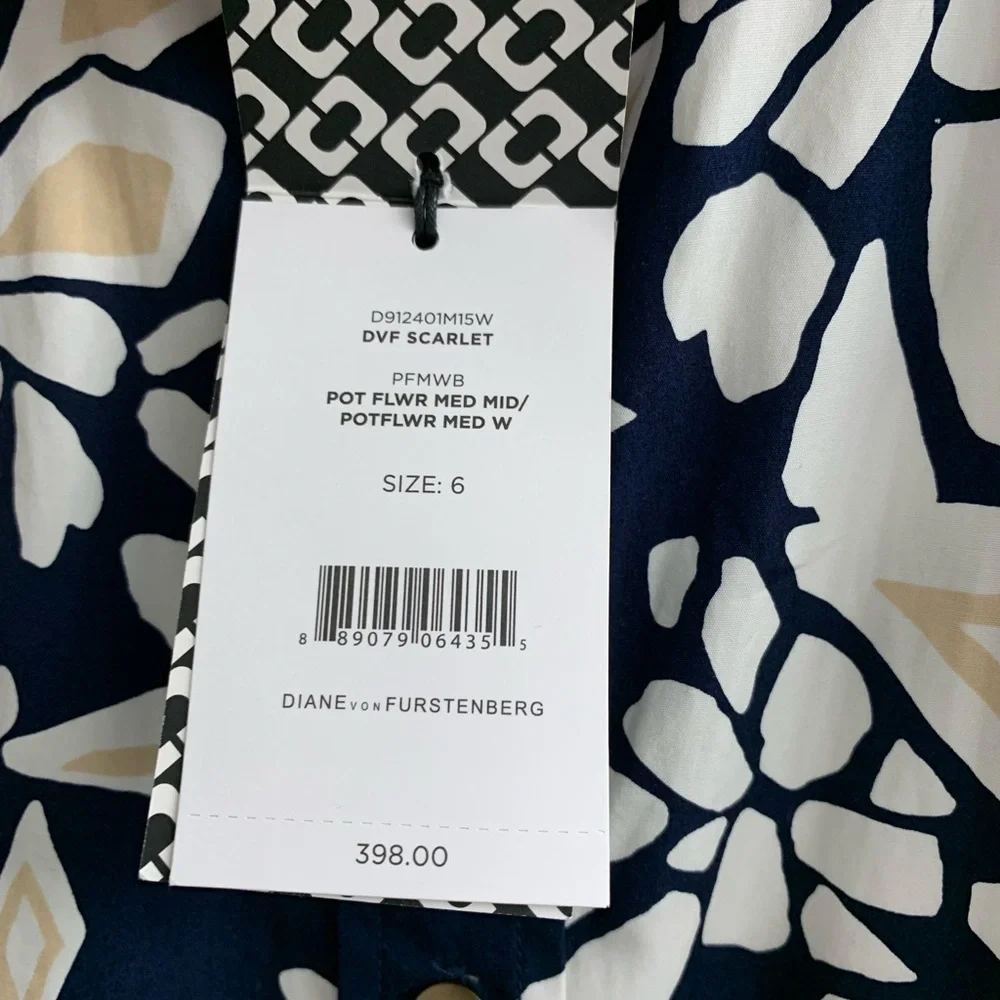 D912401M15W
DVF SCARLET
PFMWB
POT FLWR MED MID/
POTFLWR MED W
SIZE: 6
8 89079 06435 5
DIANE VON FURSTENBERG
398.00